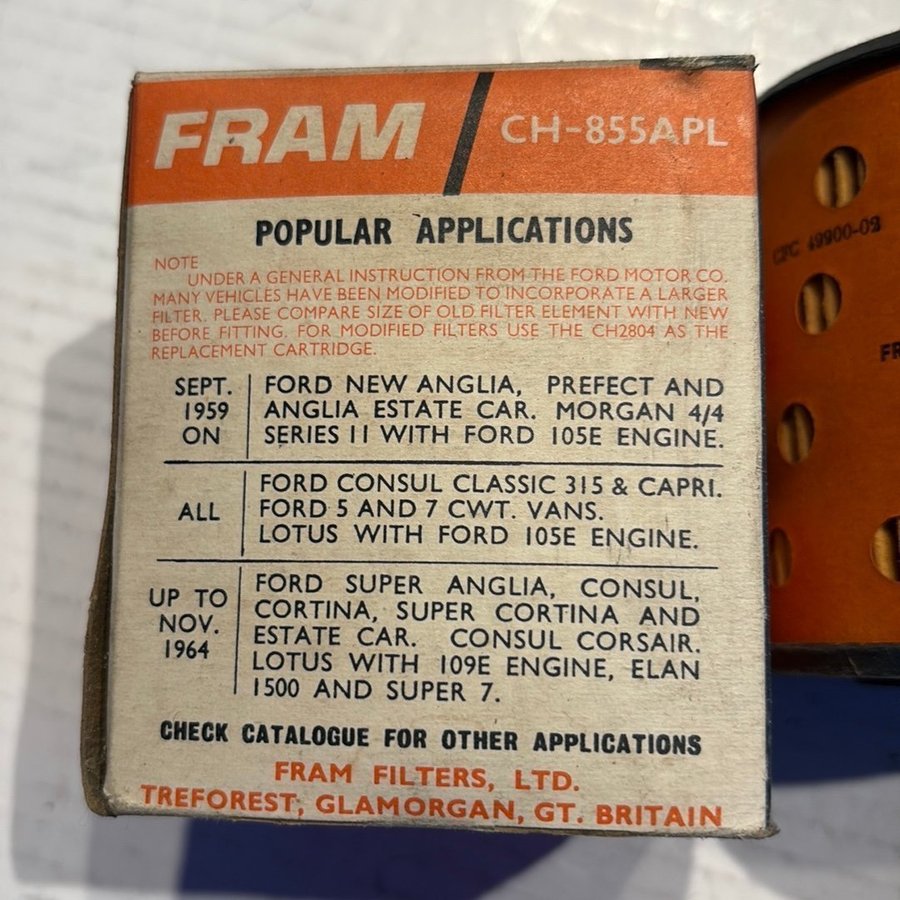 FRAM / CH-855APL
POPULAR APPLICATIONS
NOTE
UNDER A GENERAL INSTRUCTION FROM THE FORD MOTOR CO.
MANY VEHICLES HAVE BEEN MODIFIED TO INCORPORATE A LARGER
FILTER. PLEASE COMPARE SIZE OF OLD FILTER ELEMENT WITH NEW
BEFORE FITTING. FOR MODIFIED FILTERS USE THE CH2804 AS THE
REPLACEMENT CARTRIDGE.
SEPT. FORD NEW ANGLIA, PREFECT AND
1959 ANGLIA ESTATE CAR. MORGAN 4/4
ON SERIES II WITH FORD 105E ENGINE.
FORD CONSUL CLASSIC 315 & CAPRI.
ALL FORD 5 AND 7 CWT. VANS.
LOTUS WITH FORD 105E ENGINE.
FORD SUPER ANGLIA, CONSUL,
UP TO CORTINA, SUPER CORTINA AND
NOV. ESTATE CAR. CONSUL CORSAIR.
1964 LOTUS WITH 109E ENGINE, ELAN
1500 AND SUPER 7.
CHECK CATALOGUE FOR OTHER APPLICATIONS
FRAM FILTERS, LTD.
TREFOREST, GLAMORGAN, GT. BRITAIN
49900-02
FR